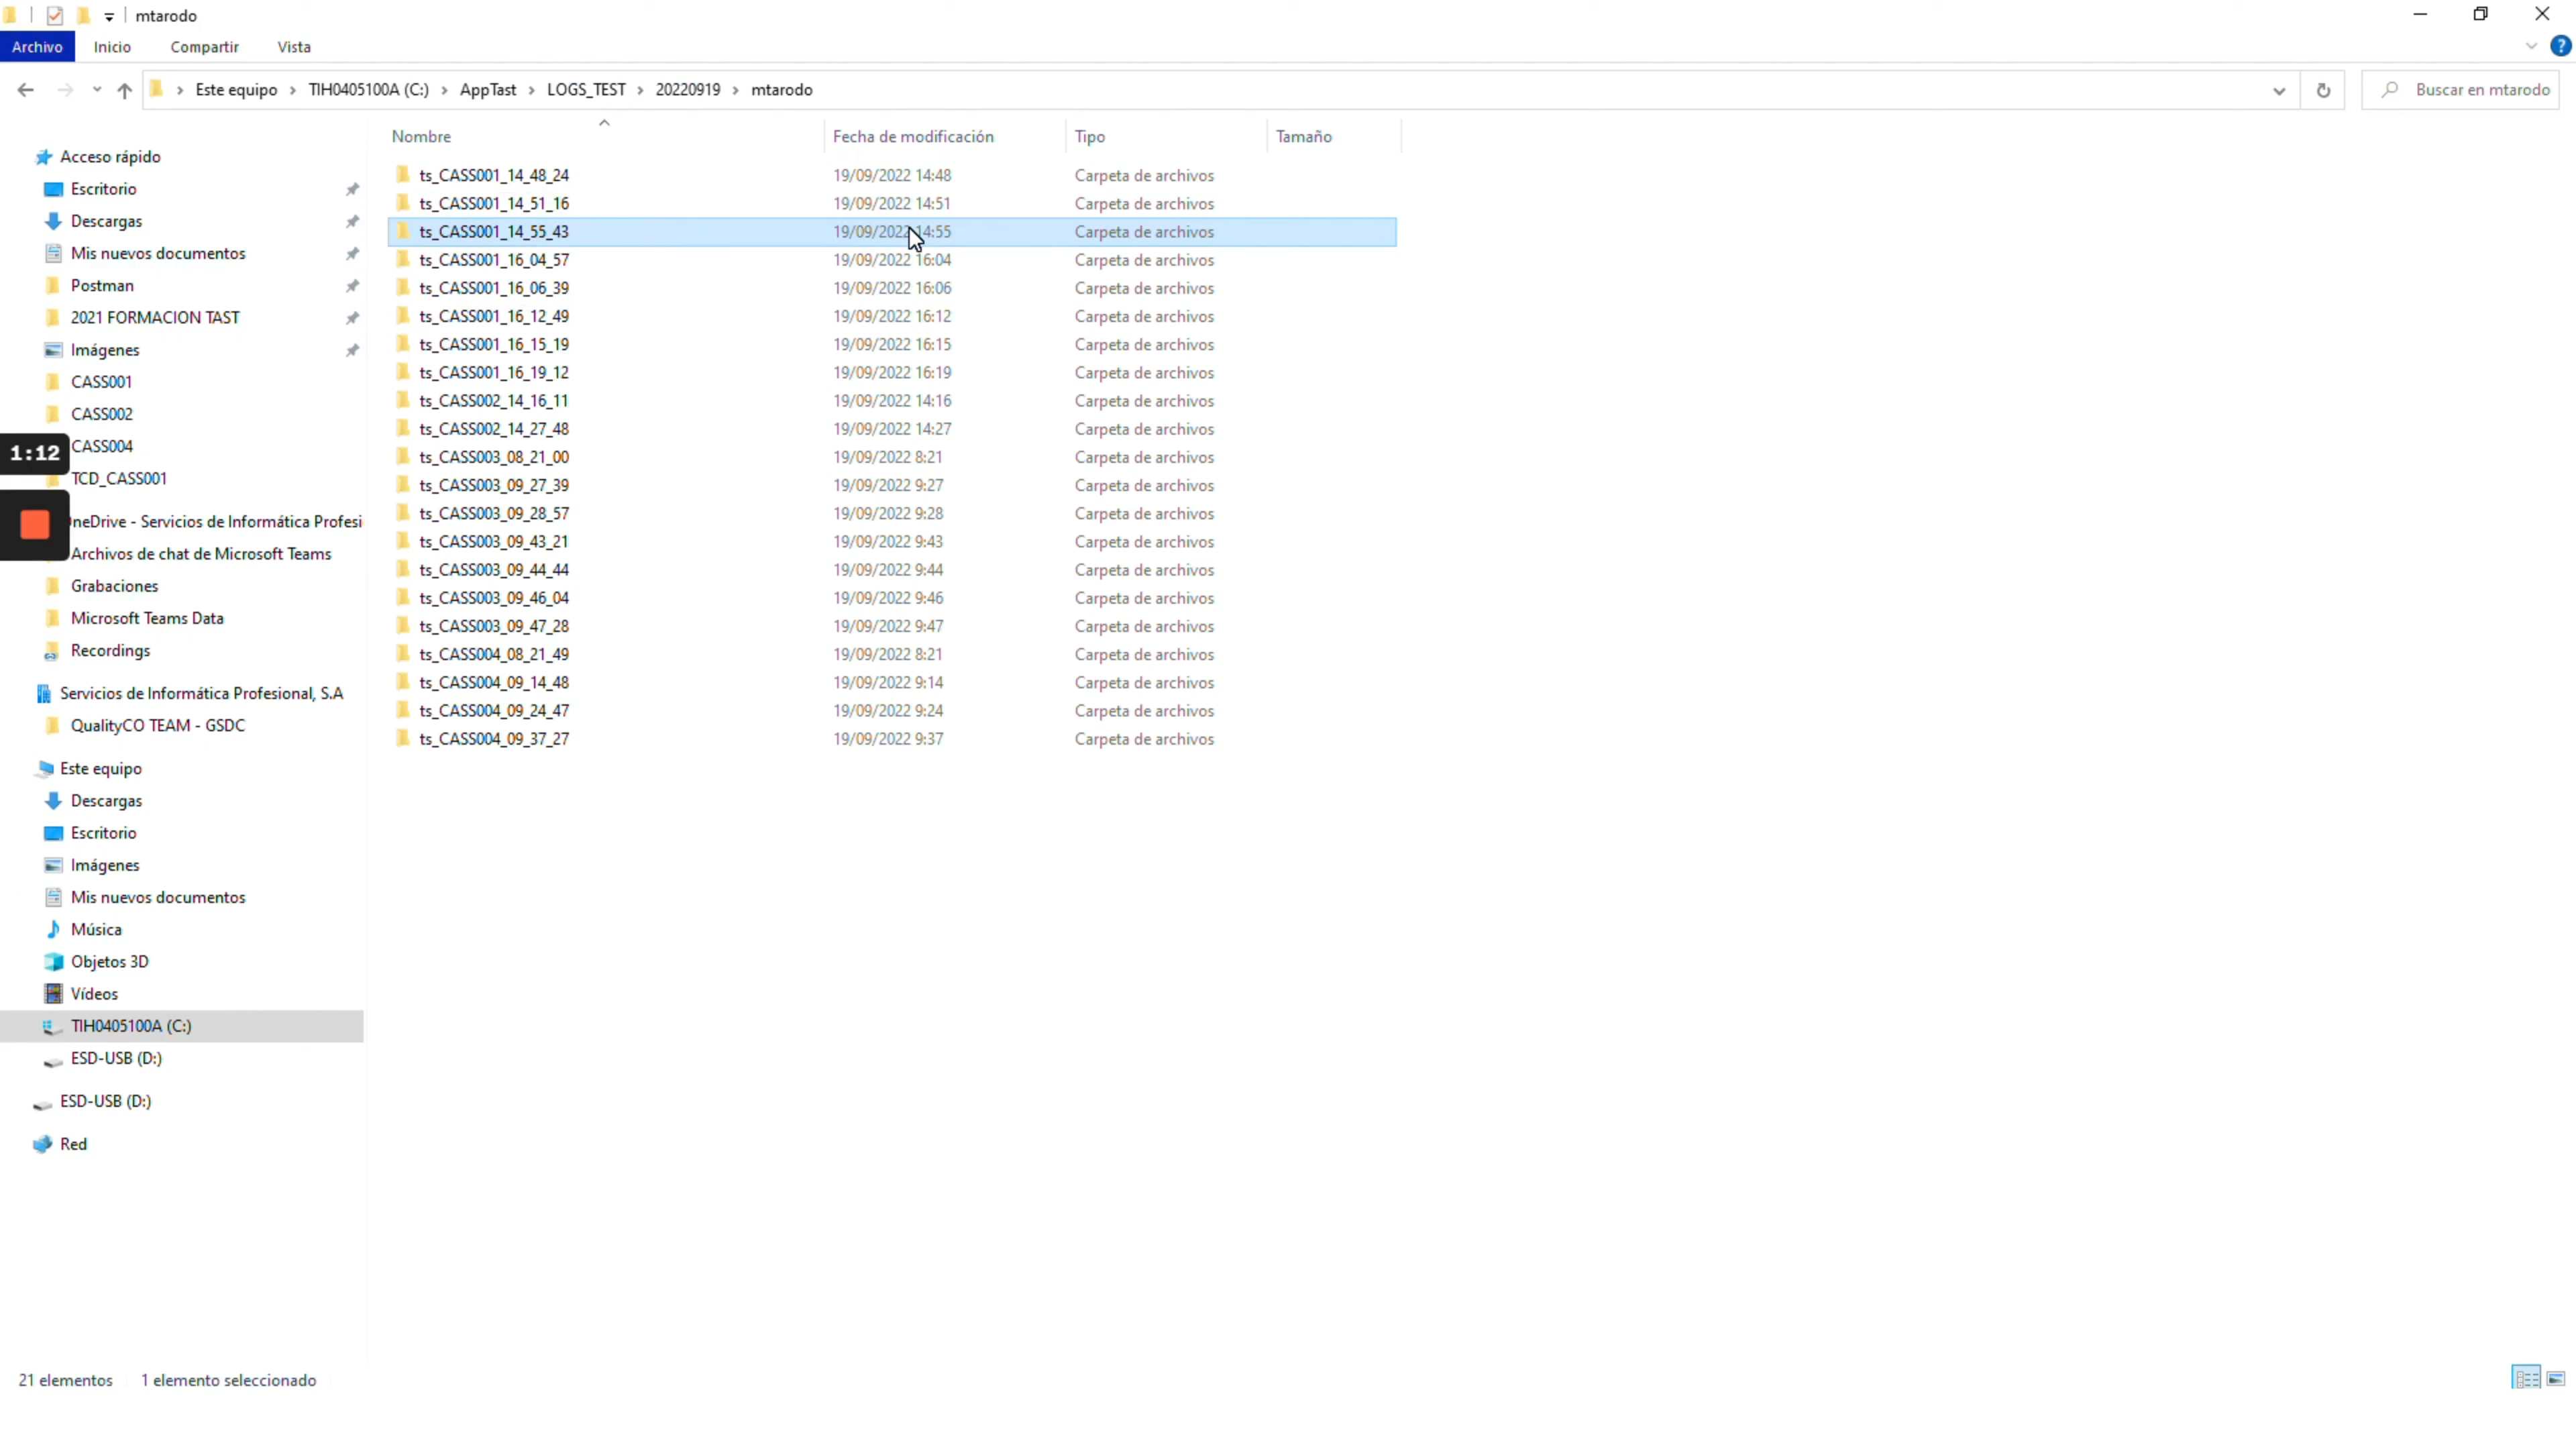 mtarodo
Archivo Inicio Compartir Vista
Este equipo > TIH0405100A (C:) > AppTast > LOGS_TEST > 20220919 > mtarodo
Buscar en mtarodo
Nombre Fecha de modificación Tipo Tamaño
ts_CASS001_14_48_24 19/09/2022 14:48 Carpeta de archivos
ts_CASS001_14_51_16 19/09/2022 14:51 Carpeta de archivos
ts_CASS001_14_55_43 19/09/2022 14:55 Carpeta de archivos
ts_CASS001_16_04_57 19/09/2022 16:04 Carpeta de archivos
ts_CASS001_16_06_39 19/09/2022 16:06 Carpeta de archivos
ts_CASS001_16_12_49 19/09/2022 16:12 Carpeta de archivos
ts_CASS001_16_15_19 19/09/2022 16:15 Carpeta de archivos
ts_CASS001_16_19_12 19/09/2022 16:19 Carpeta de archivos
ts_CASS002_14_16_11 19/09/2022 14:16 Carpeta de archivos
ts_CASS002_14_27_48 19/09/2022 14:27 Carpeta de archivos
ts_CASS003_08_21_00 19/09/2022 8:21 Carpeta de archivos
ts_CASS003_09_27_39 19/09/2022 9:27 Carpeta de archivos
ts_CASS003_09_28_57 19/09/2022 9:28 Carpeta de archivos
ts_CASS003_09_43_21 19/09/2022 9:43 Carpeta de archivos
ts_CASS003_09_44_44 19/09/2022 9:44 Carpeta de archivos
ts_CASS003_09_46_04 19/09/2022 9:46 Carpeta de archivos
ts_CASS003_09_47_28 19/09/2022 9:47 Carpeta de archivos
ts_CASS004_08_21_49 19/09/2022 8:21 Carpeta de archivos
ts_CASS004_09_14_48 19/09/2022 9:14 Carpeta de archivos
ts_CASS004_09_24_47 19/09/2022 9:24 Carpeta de archivos
ts_CASS004_09_37_27 19/09/2022 9:37 Carpeta de archivos
Acceso rápido
Escritorio
Descargas
Mis nuevos documentos
Postman
2021 FORMACION TAST
Imágenes
CASS001
CASS002
CASS004
1:12
TCD_CASS001
neDrive - Servicios de Informática Profesi
Archivos de chat de Microsoft Teams
Grabaciones
Microsoft Teams Data
Recordings
Servicios de Informática Profesional, S.A
QualityCO TEAM - GSDC
Este equipo
Descargas
Escritorio
Imágenes
Mis nuevos documentos
Música
Objetos 3D
Vídeos
TIH0405100A (C:)
ESD-USB (D:)
ESD-USB (D:)
Red
21 elementos 1 elemento seleccionado